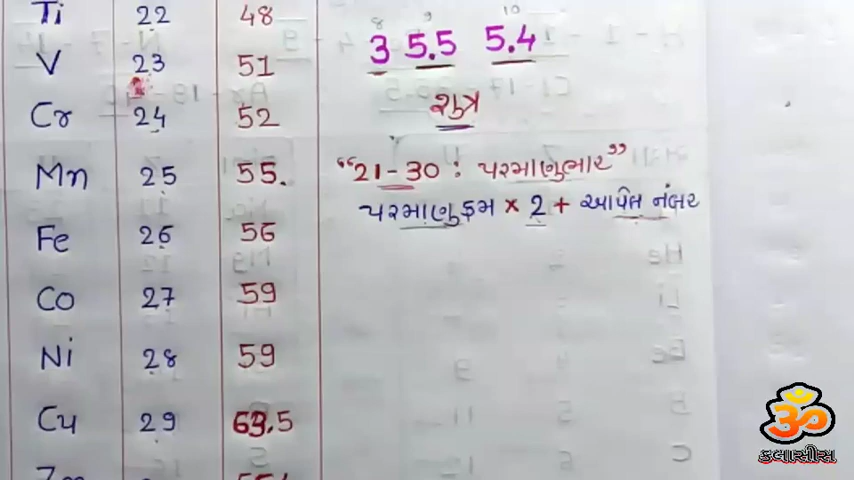 Ti 22 48
8 9 10
3 5.5 5.4
V 23 51
સુત્ર
Cr 24 52
"21-30 : પરમાણુભાર"
Mn 25 55.
પરમાણુક્રમ × 2 + આપેલ નંબર
Fe 26 56
Co 27 59
Ni 28 59
Cu 29 63.5
ૐ
કલાસીસ